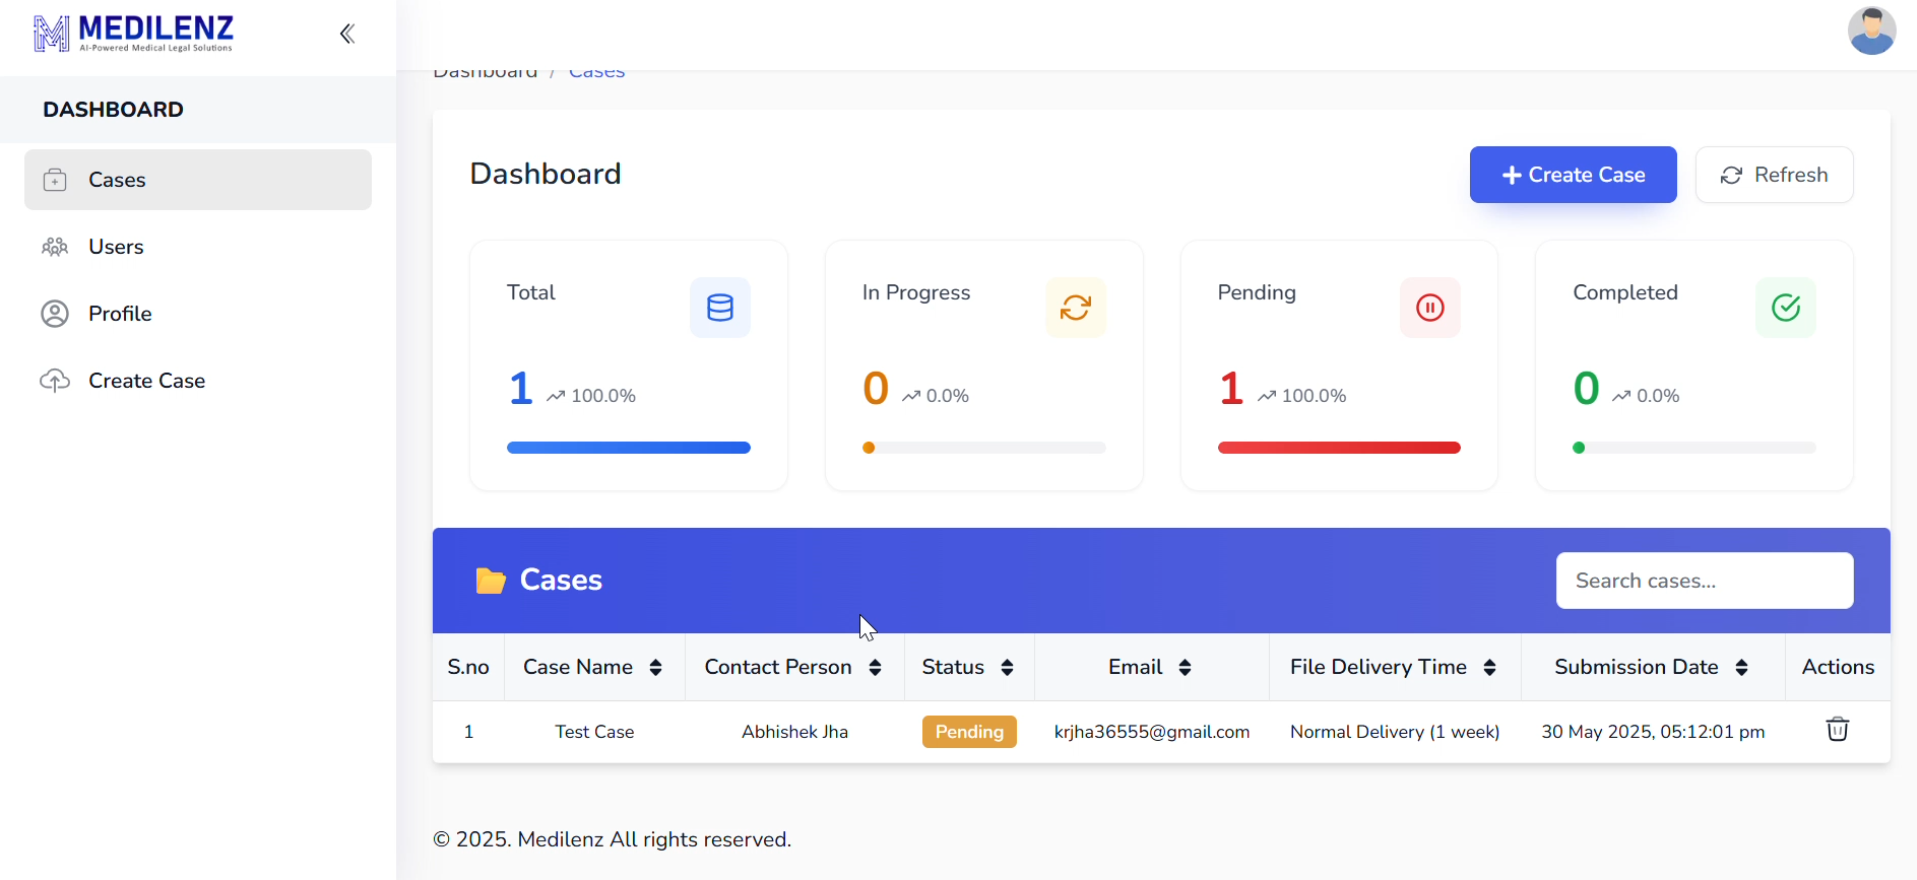 MEDILENZ
AI-Powered Medical Legal Solutions
Dashboard / Cases
DASHBOARD
Cases
Users
Profile
Create Case
Dashboard
+ Create Case
Refresh
Total
1 100.0%
In Progress
0 0.0%
Pending
1 100.0%
Completed
0 0.0%
Cases
Search cases...
S.no Case Name Contact Person Status Email File Delivery Time Submission Date Actions
1 Test Case Abhishek Jha Pending krjha36555@gmail.com Normal Delivery (1 week) 30 May 2025, 05:12:01 pm
© 2025. Medilenz All rights reserved.